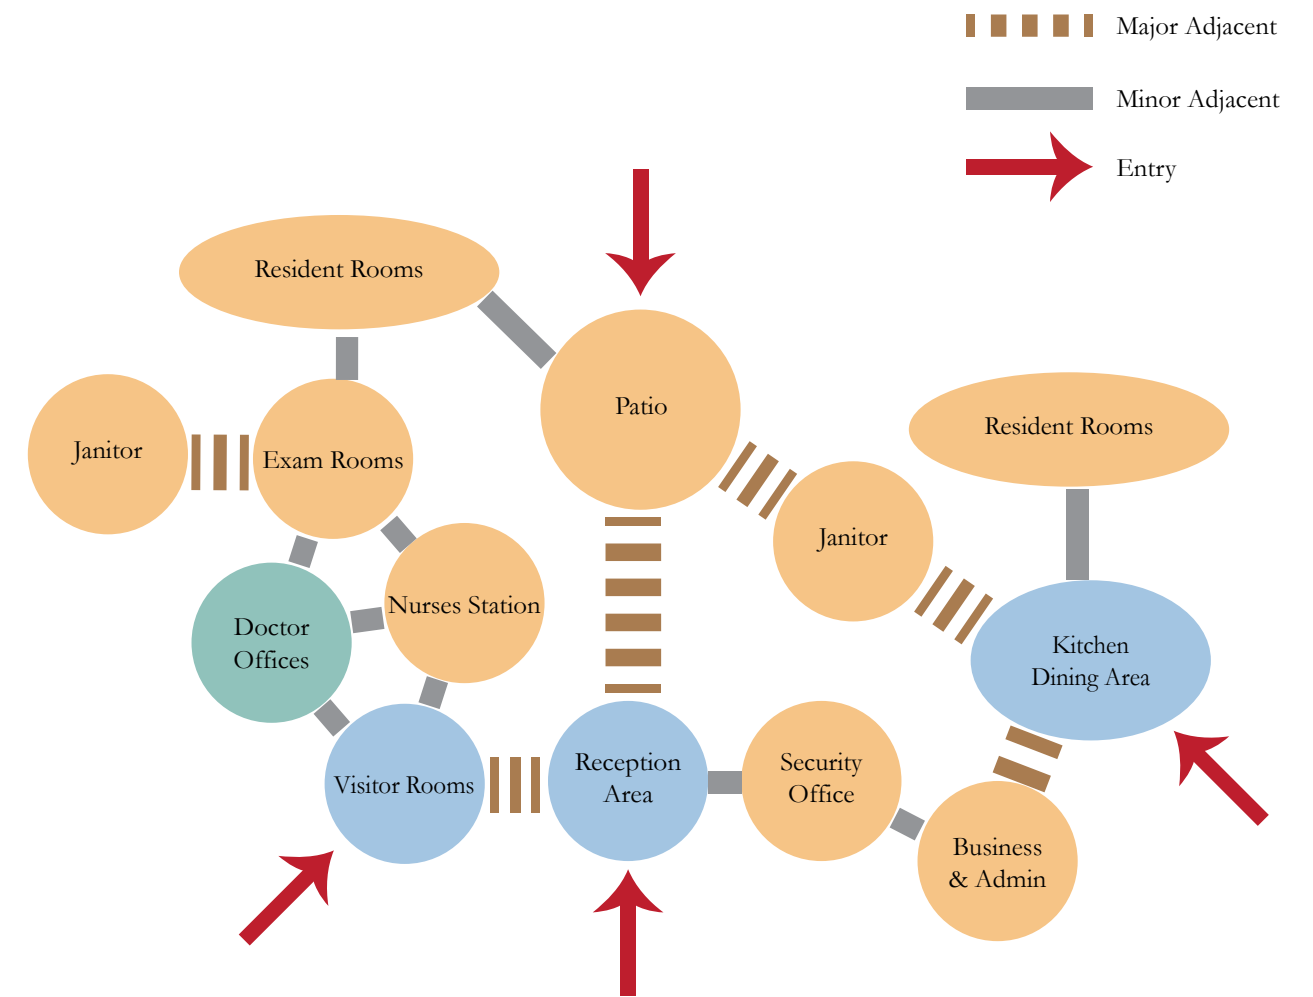 Major Adjacent
Minor Adjacent
Entry
Resident Rooms
Patio
Resident Rooms
Janitor
Exam Rooms
Janitor
Nurses Station
Doctor
Offices
Kitchen
Dining Area
Visitor Rooms
Reception
Area
Security
Office
Business
& Admin